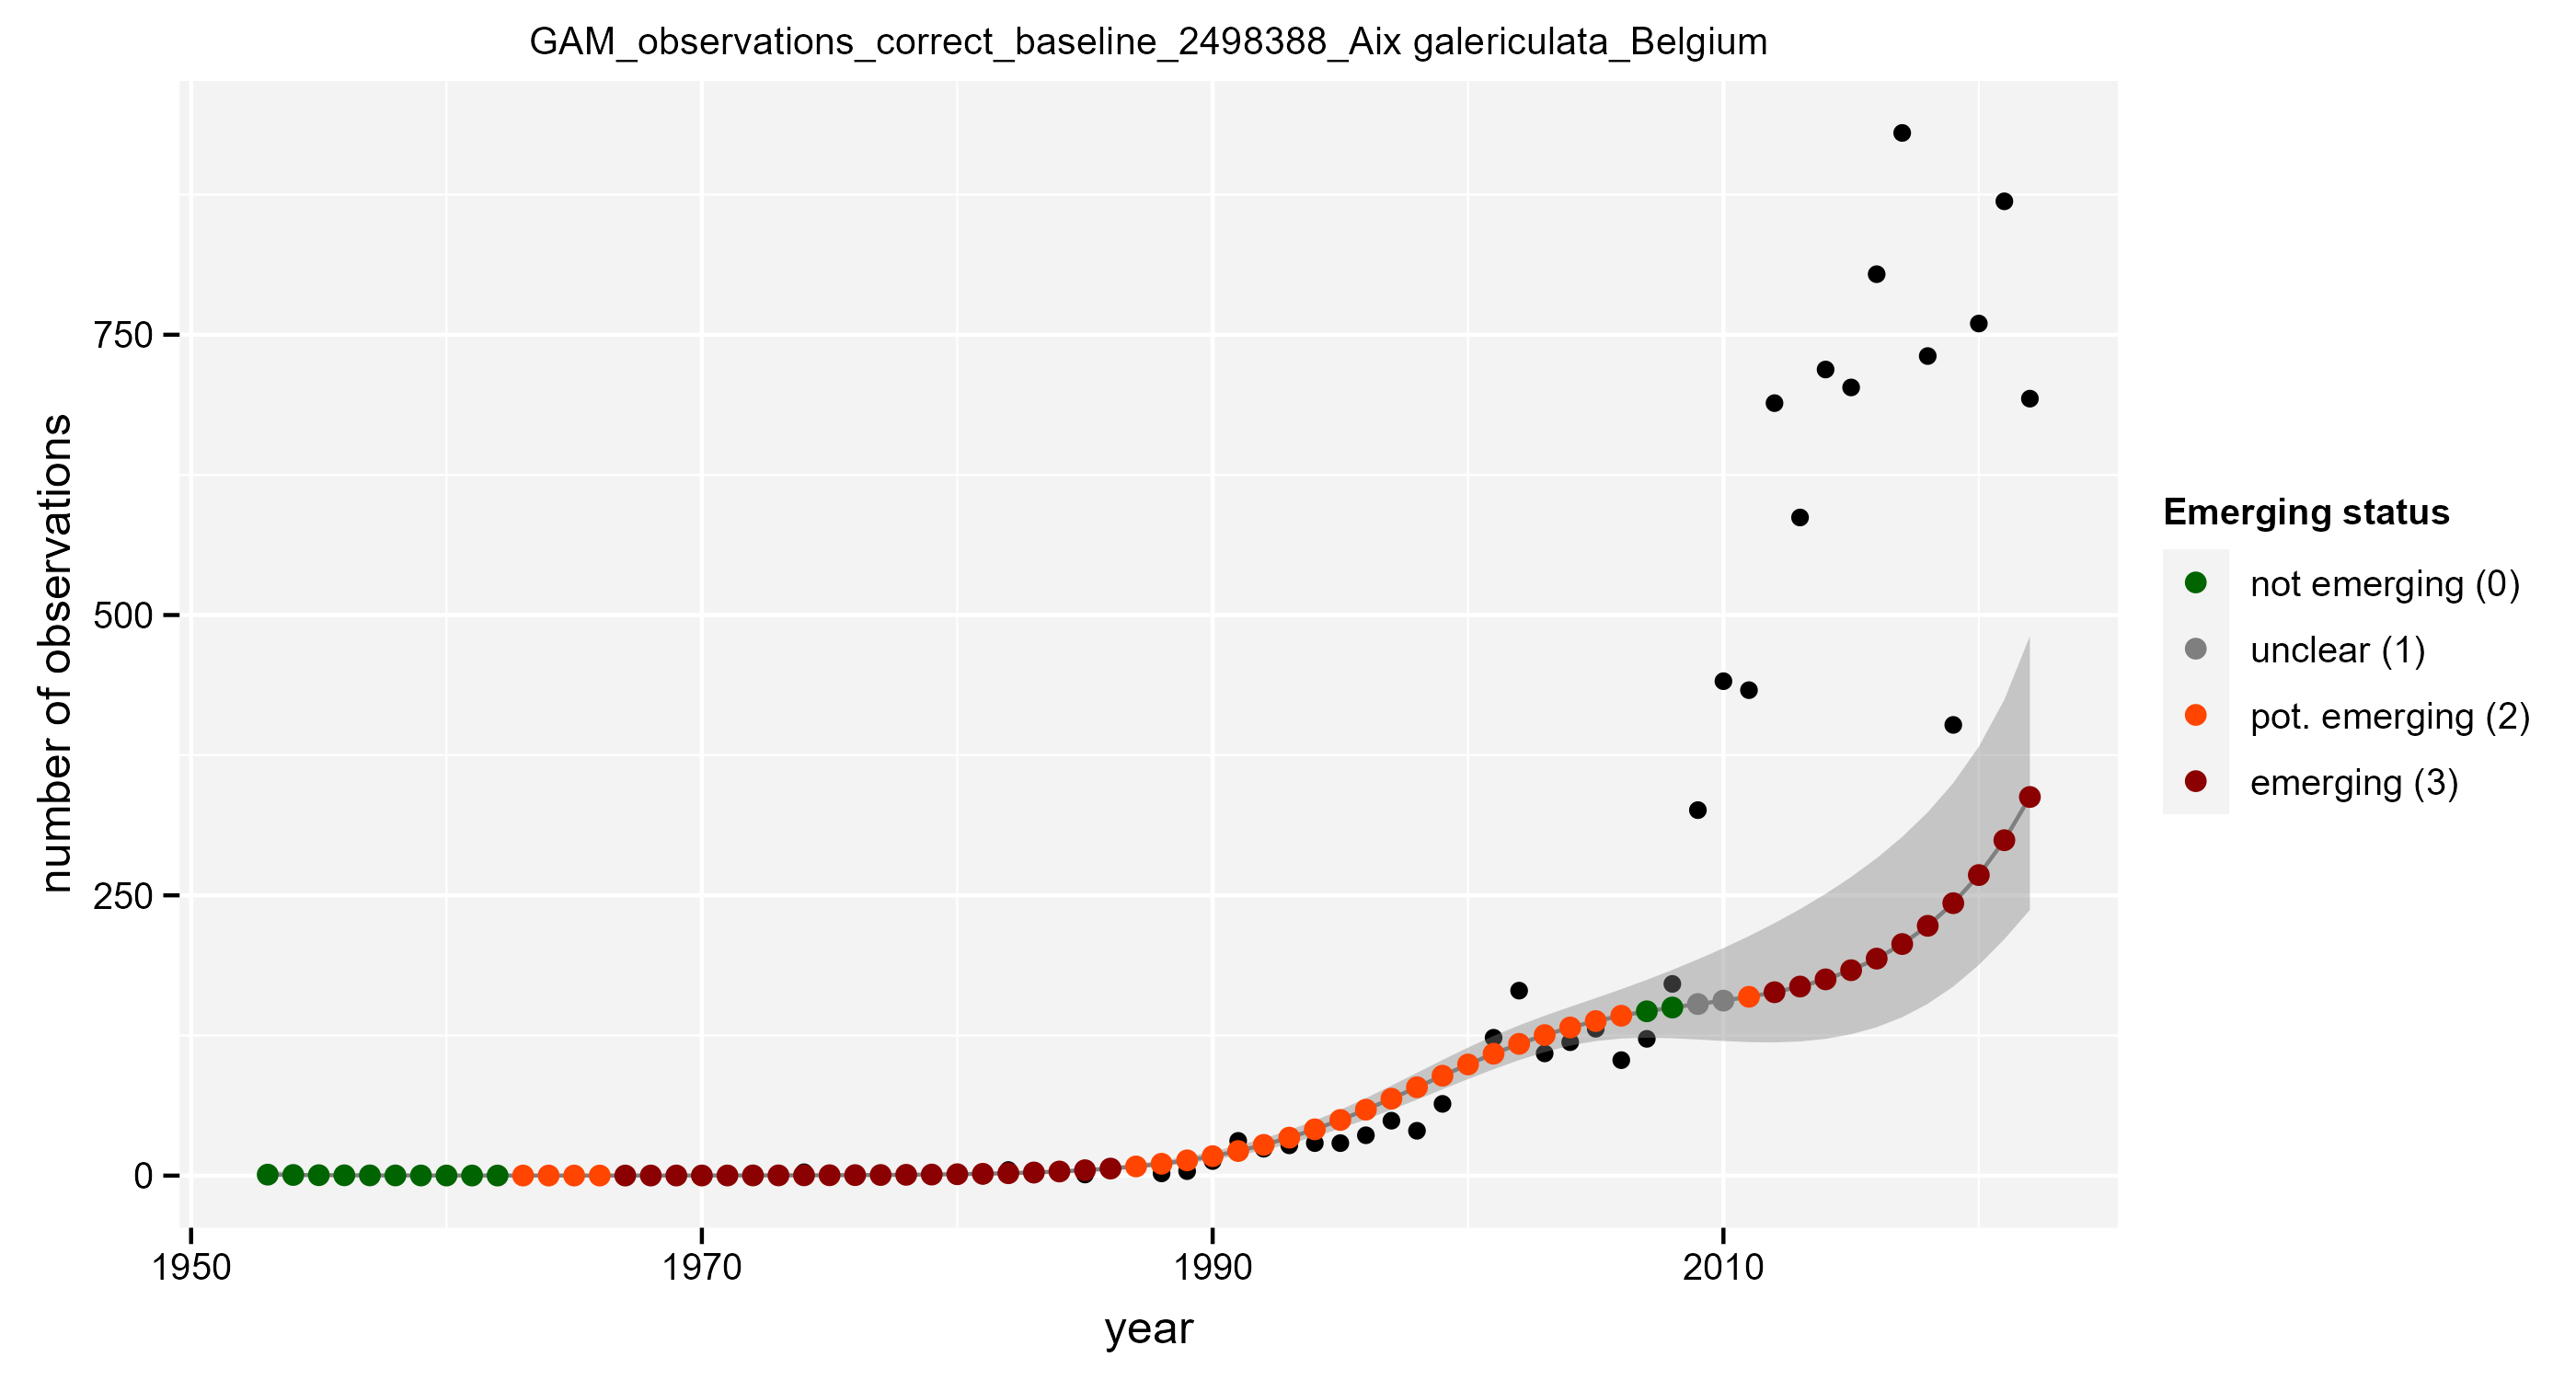 GAM_observations_correct_baseline_2498388_Aix galericulata_Belgium
number of observations
750
500
250
0
1950
1970
1990
2010
year
Emerging status
not emerging (0)
unclear (1)
pot. emerging (2)
emerging (3)